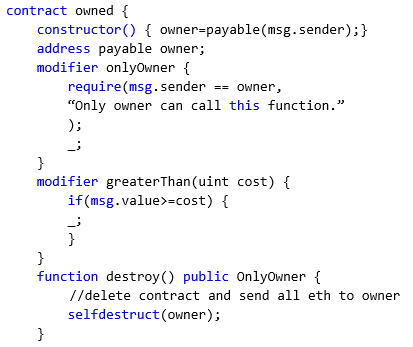 contract owned {
constructor() { owner=payable(msg.sender);}
address payable owner;
modifier onlyOwner {
require(msg.sender == owner,
“Only owner can call this function.”
);
_;
}
modifier greaterThan(uint cost) {
if(msg.value>=cost) {
_;
}
}
function destroy() public OnlyOwner {
//delete contract and send all eth to owner
selfdestruct(owner);
}